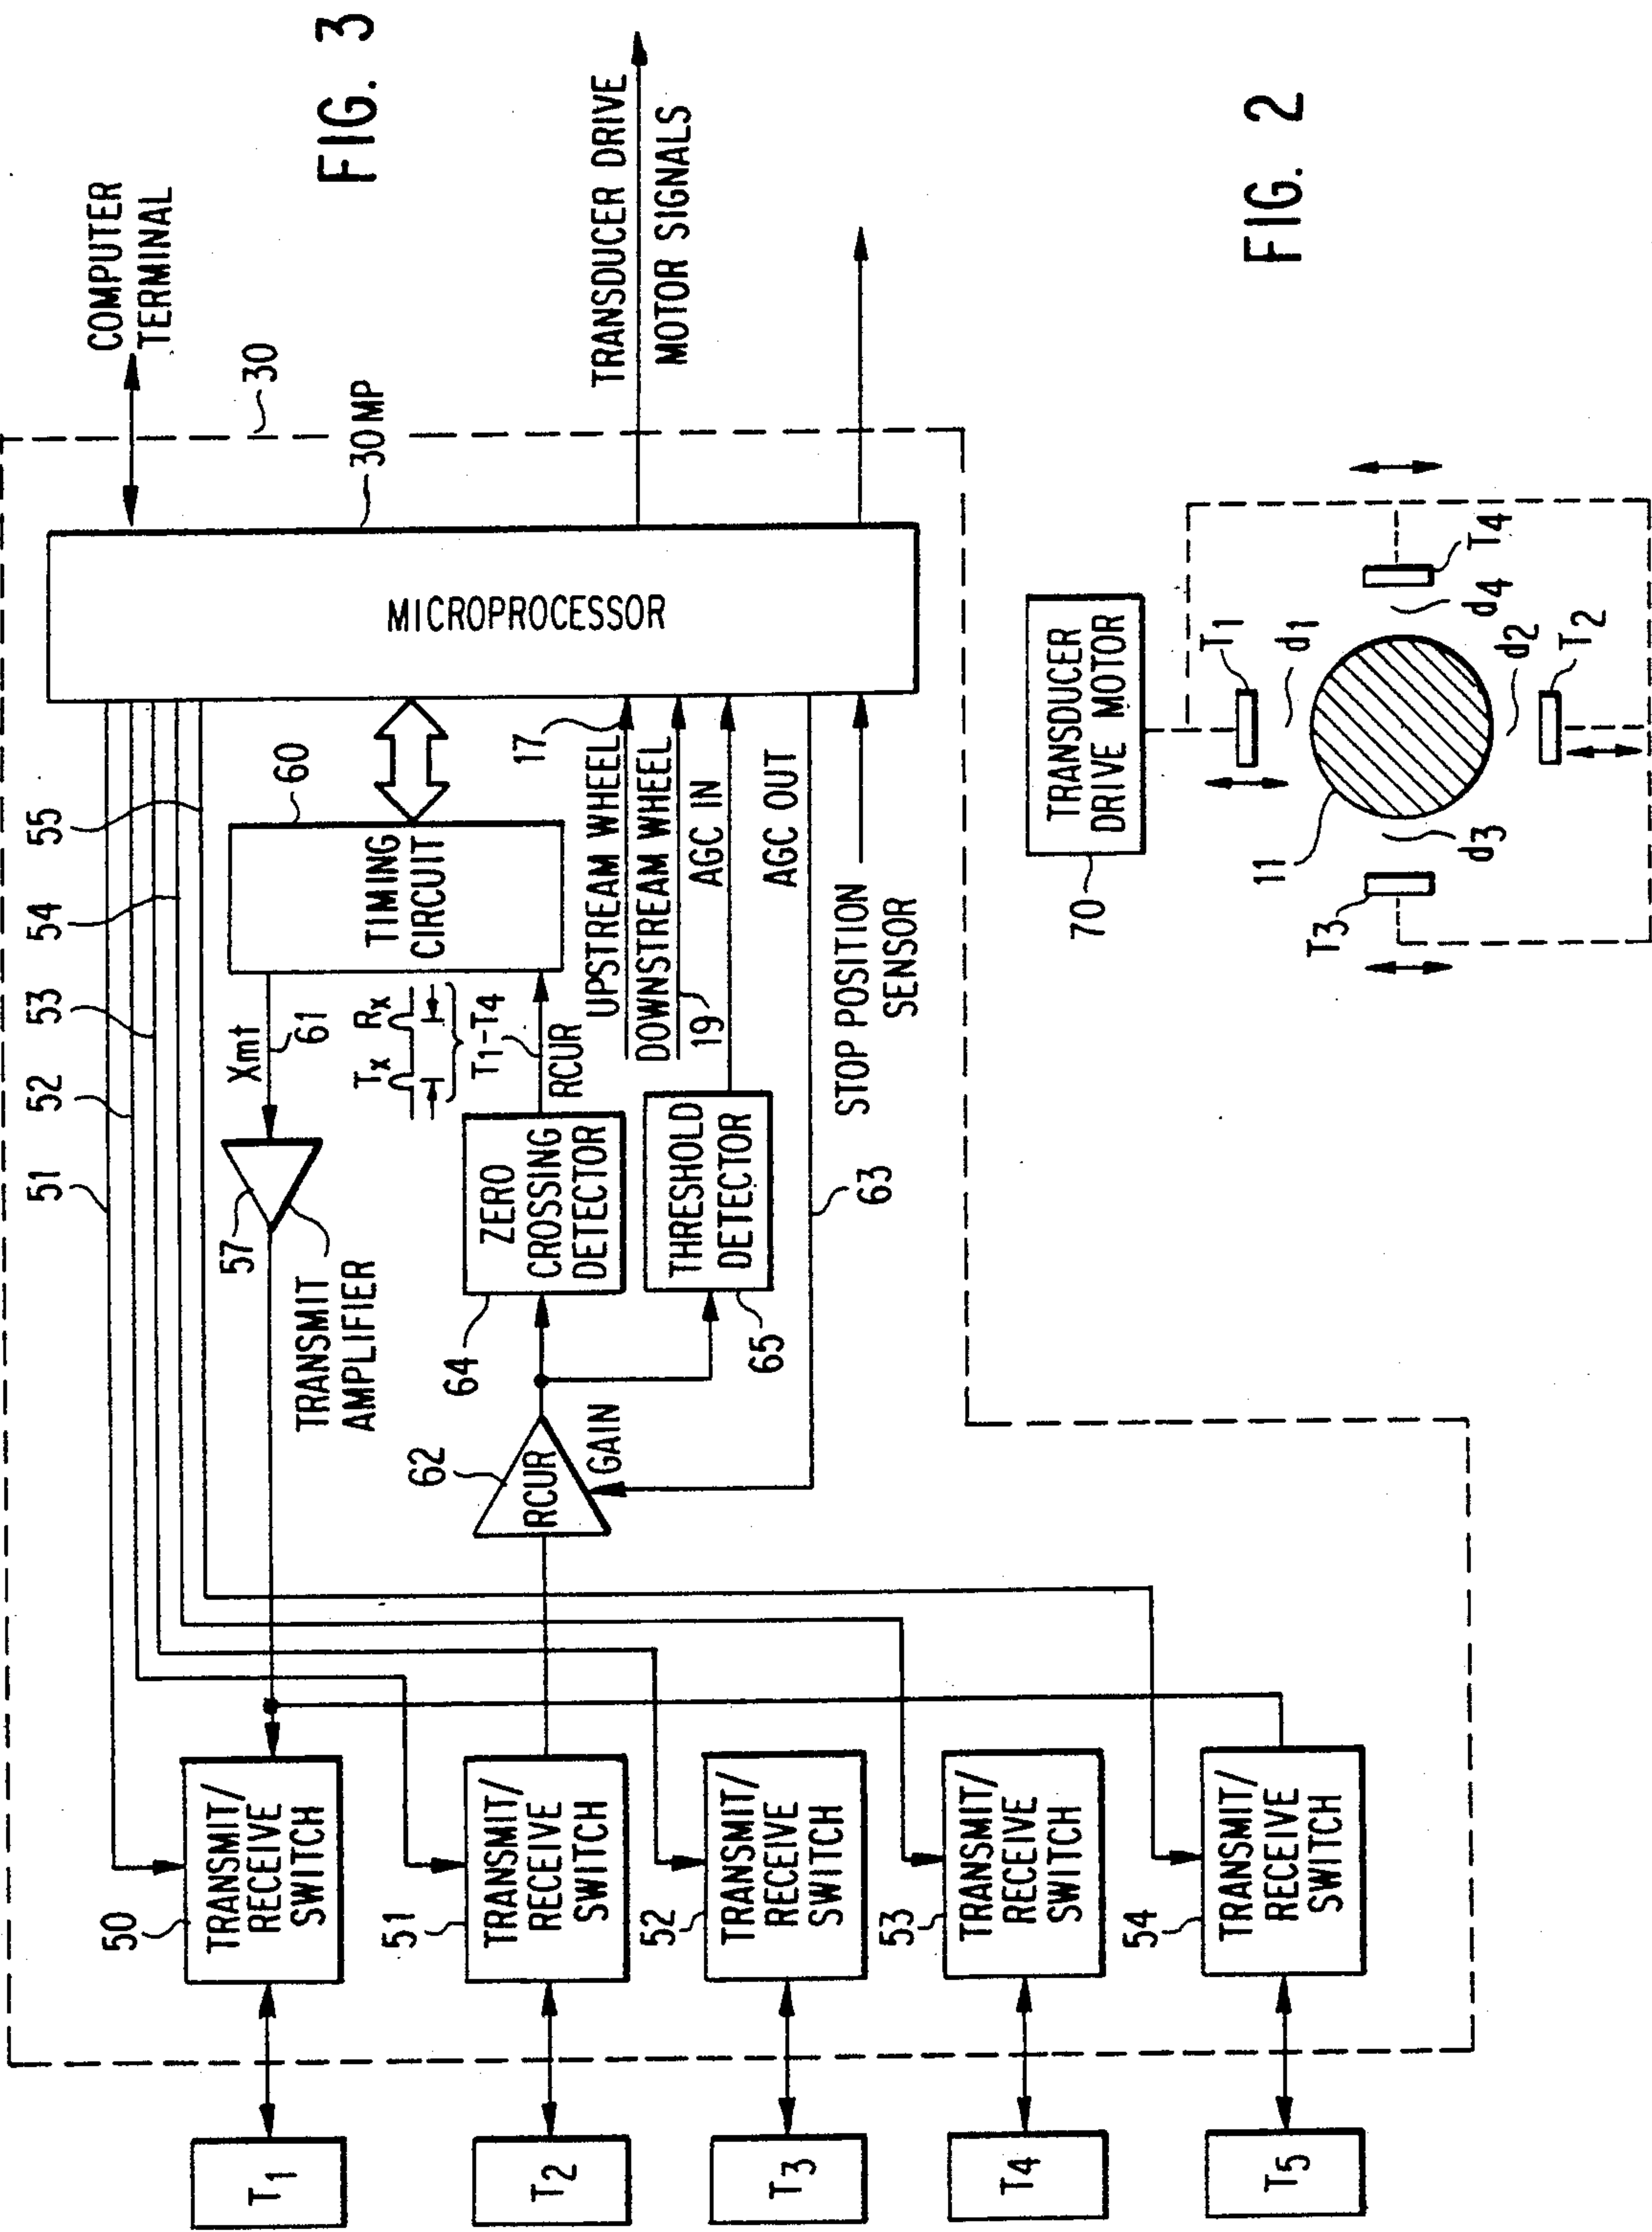 FIG. 3
COMPUTER
TERMINAL
30
30MP
TRANSDUCER DRIVE
MOTOR SIGNALS
MICROPROCESSOR
51
52
53
54
55
60
TIMING
CIRCUIT
Xmt
61
57
TRANSMIT
AMPLIFIER
Tx
Rx
T1-T4
RCUR
ZERO
CROSSING
DETECTOR
64
THRESHOLD
DETECTOR
65
62
RCUR
GAIN
UPSTREAM WHEEL
17
DOWNSTREAM WHEEL
19
AGC IN
AGC OUT
63
STOP POSITION
SENSOR
50
TRANSMIT/
RECEIVE
SWITCH
51
TRANSMIT/
RECEIVE
SWITCH
52
TRANSMIT/
RECEIVE
SWITCH
53
TRANSMIT/
RECEIVE
SWITCH
54
TRANSMIT/
RECEIVE
SWITCH
T1
T2
T3
T4
T5
FIG. 2
TRANSDUCER
DRIVE MOTOR
70
T1
d1
11
T3
d3
T4
d4
d2
T2